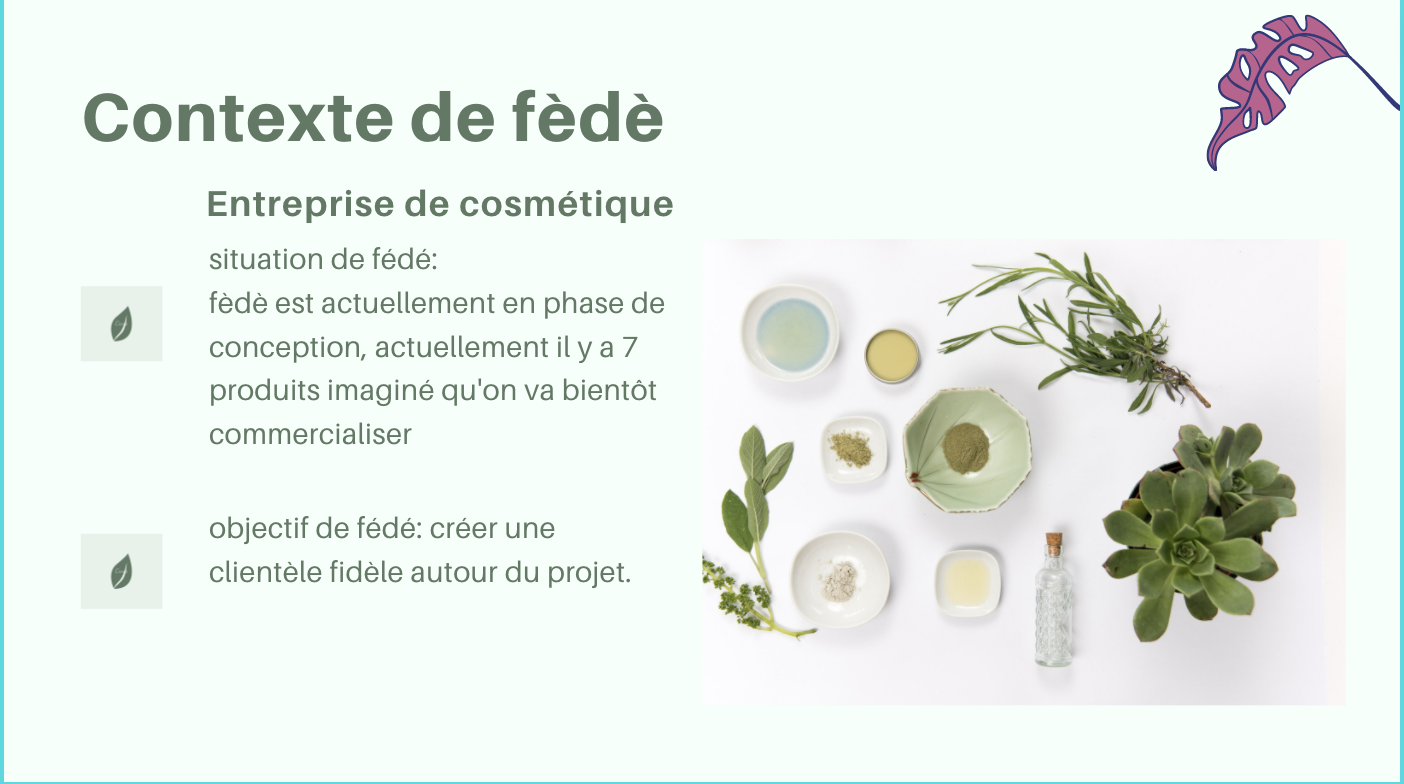 Contexte de fèdè
Entreprise de cosmétique
situation de fédé:
fèdè est actuellement en phase de
conception, actuellement il y a 7
produits imaginé qu'on va bientôt
commercialiser
objectif de fédé: créer une
clientèle fidèle autour du projet.